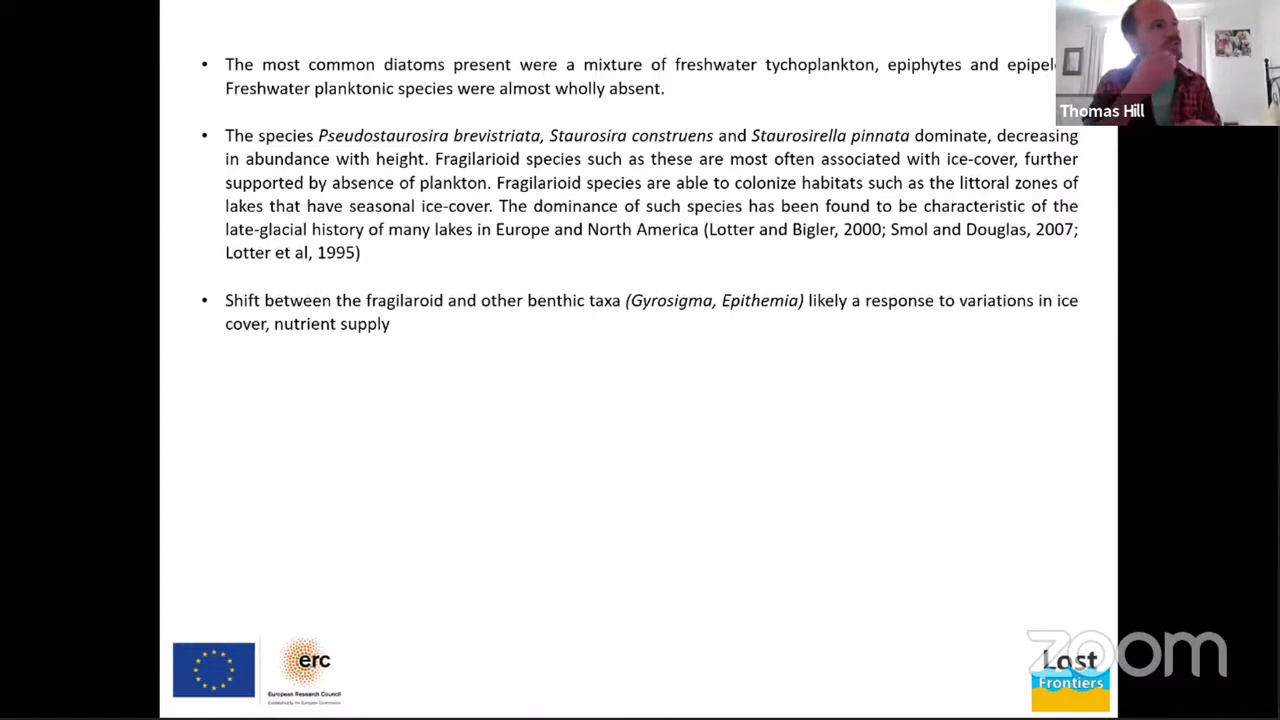 • The most common diatoms present were a mixture of freshwater tychoplankton, epiphytes and
Freshwater planktonic species were almost wholly absent.
• The species Pseudostaurosira brevistriata, Staurosira construens and Staurosirella pinnata dominate, decreasing
in abundance with height. Fragilarioid species such as these are most often associated with ice-cover, further
supported by absence of plankton. Fragilarioid species are able to colonize habitats such as the littoral zones of
lakes that have seasonal ice-cover. The dominance of such species has been found to be characteristic of the
late-glacial history of many lakes in Europe and North America (Lotter and Bigler, 2000; Smol and Douglas, 2007;
Lotter et al, 1995)
• Shift between the fragilaroid and other benthic taxa (Gyrosigma, Epithemia) likely a response to variations in ice
cover, nutrient supply
Thomas Hill
erc
European Research Council
Established by the European Commission
zoom
Lost
Frontiers